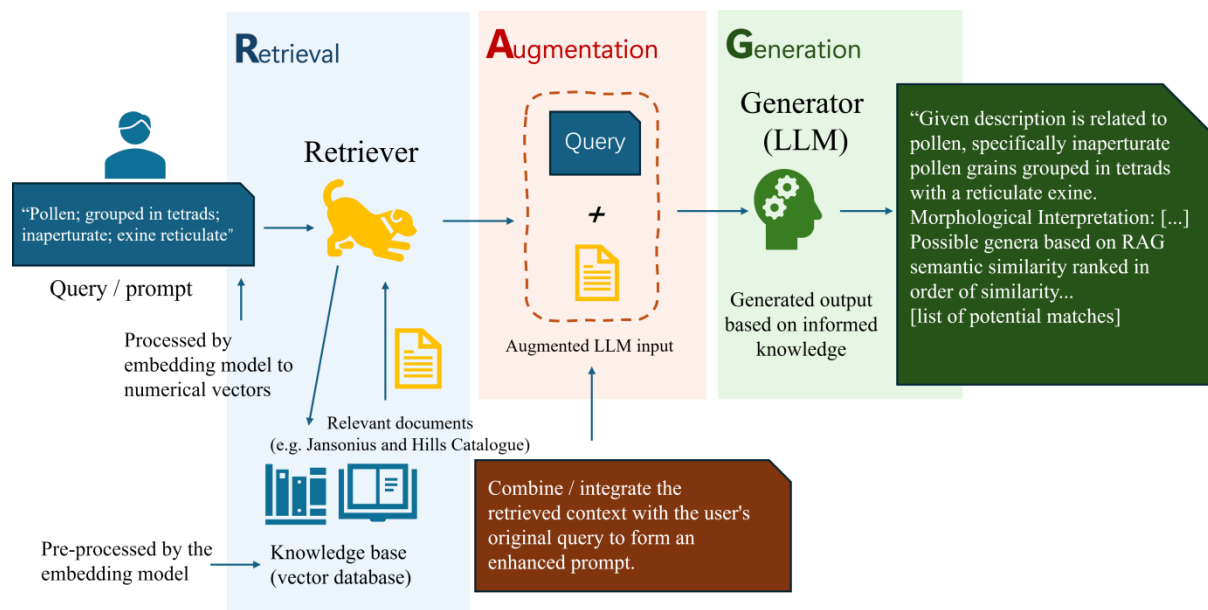 Retrieval
Augmentation
Generation
Retriever
Query
+
Generator
(LLM)
“Pollen; grouped in tetrads;
inaperturate; exine reticulate”
Query / prompt
Processed by
embedding model to
numerical vectors
Relevant documents
(e.g. Jansonius and Hills Catalogue)
Pre-processed by the
embedding model
Knowledge base
(vector database)
Augmented LLM input
Combine / integrate the
retrieved context with the user's
original query to form an
enhanced prompt.
Generated output
based on informed
knowledge
“Given description is related to
pollen, specifically inaperturate
pollen grains grouped in tetrads
with a reticulate exine.
Morphological Interpretation: [...]
Possible genera based on RAG
semantic similarity ranked in
order of similarity...
[list of potential matches]